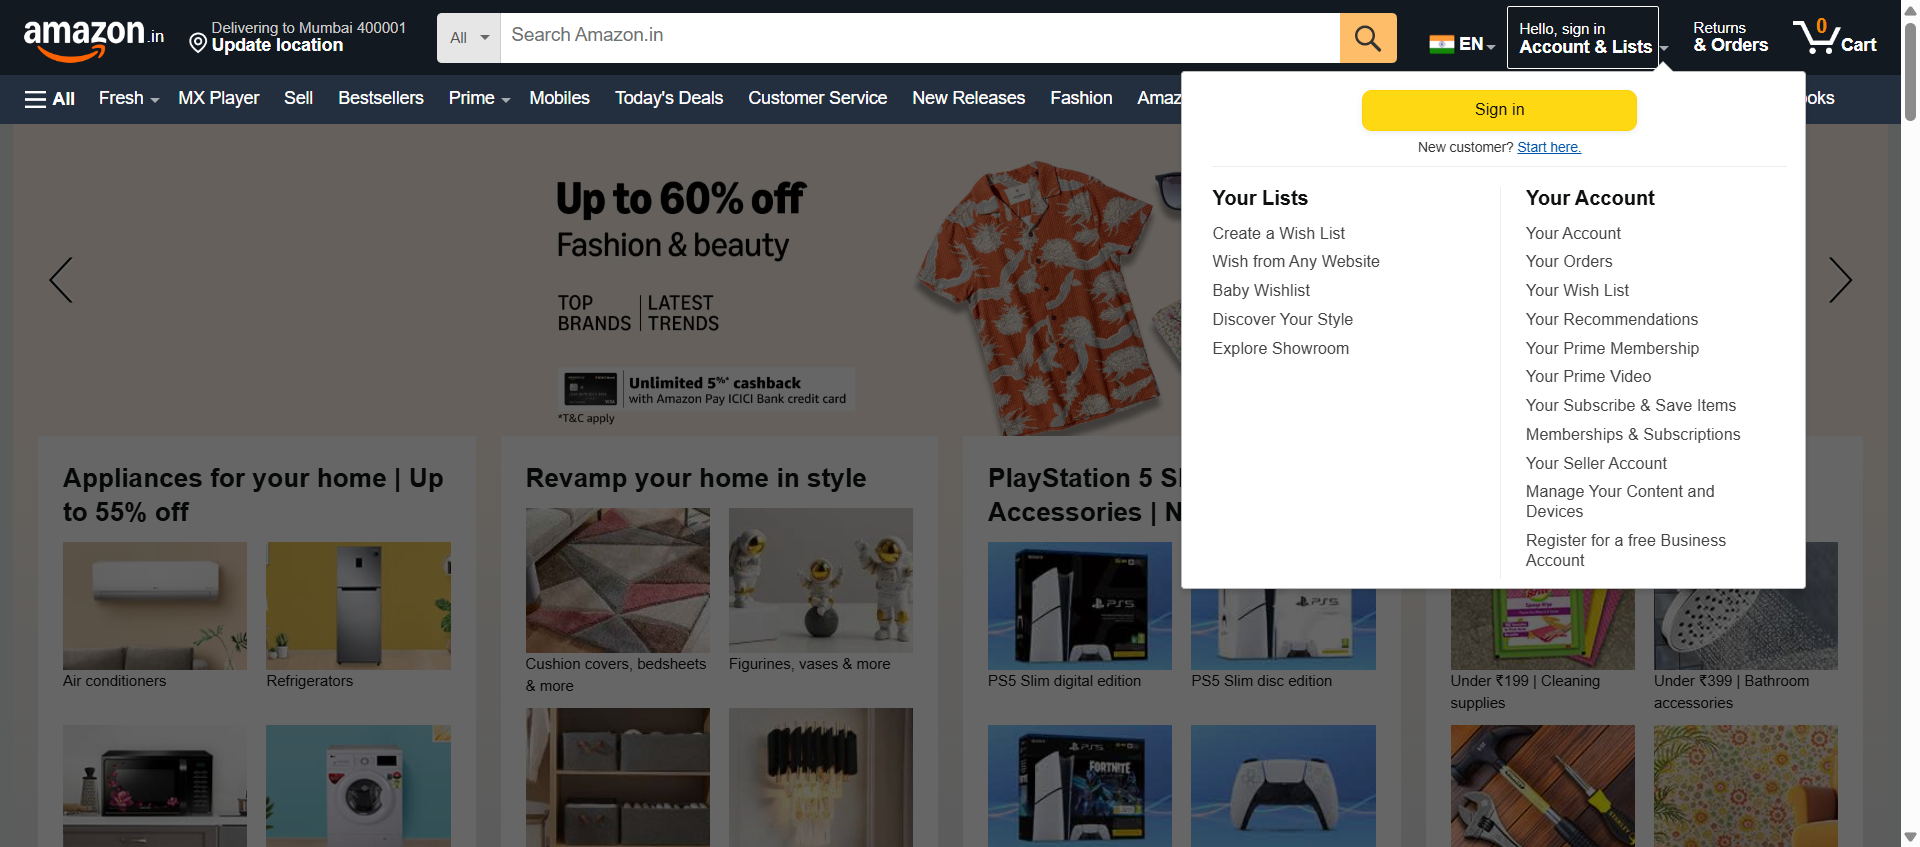 amazon.in
Delivering to Mumbai 400001
Update location
All
Search Amazon.in
EN
Hello, sign in
Account & Lists
Returns
& Orders
0
Cart
All
Fresh
MX Player
Sell
Bestsellers
Prime
Mobiles
Today's Deals
Customer Service
New Releases
Fashion
Amaz
oks
Sign in
New customer? Start here.
Your Lists
Create a Wish List
Wish from Any Website
Baby Wishlist
Discover Your Style
Explore Showroom
Your Account
Your Account
Your Orders
Your Wish List
Your Recommendations
Your Prime Membership
Your Prime Video
Your Subscribe & Save Items
Memberships & Subscriptions
Your Seller Account
Manage Your Content and
Devices
Register for a free Business
Account
Up to 60% off
Fashion & beauty
TOP
BRANDS
LATEST
TRENDS
Unlimited 5%* cashback
with Amazon Pay ICICI Bank credit card
*T&C apply
Appliances for your home | Up
to 55% off
Air conditioners
Refrigerators
Revamp your home in style
Cushion covers, bedsheets
& more
Figurines, vases & more
PlayStation 5 Sl
Accessories | N
PS5
PS5
PS5 Slim digital edition
PS5 Slim disc edition
PS5
FORTNITE
Under ₹199 | Cleaning
supplies
Under ₹399 | Bathroom
accessories
STANLEY